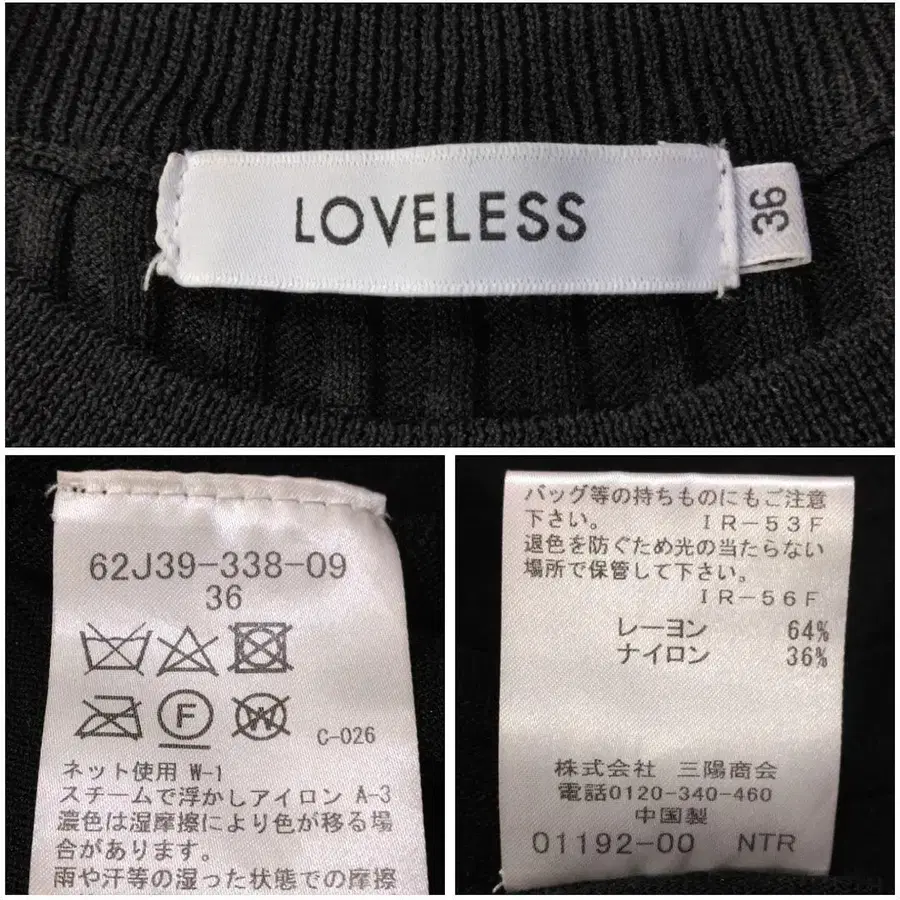 LOVELESS
36
62J39-338-09
36
F
W
C-026
ネット使用 W-1
スチームで浮かしアイロン A-3
濃色は湿摩擦により色が移る場
合があります。
雨や汗等の湿った状態での摩擦
バッグ等の持ちものにもご注意
下さい。 IR-53F
退色を防ぐため光の当たらない
場所で保管して下さい。
IR-56F
レーヨン 64%
ナイロン 36%
株式会社 三陽商会
電話0120-340-460
中国製
01192-00 NTR